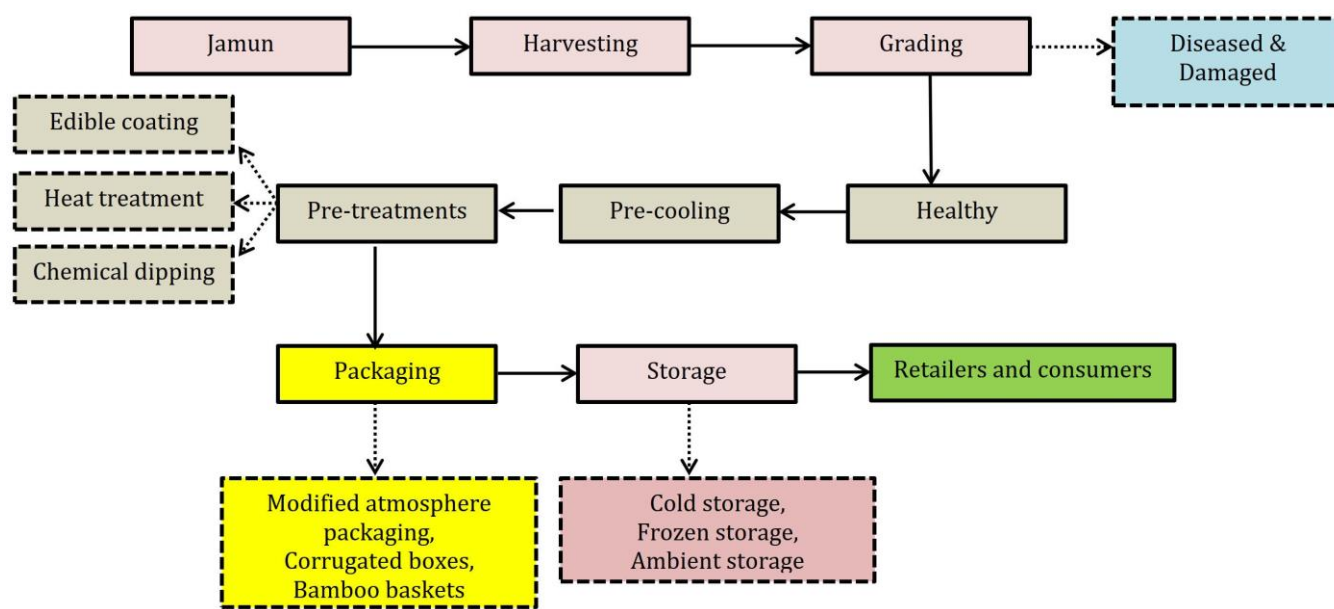 Jamun
Harvesting
Grading
Diseased &
Damaged
Edible coating
Heat treatment
Chemical dipping
Pre-treatments
Pre-cooling
Healthy
Packaging
Storage
Retailers and consumers
Modified atmosphere
packaging,
Corrugated boxes,
Bamboo baskets
Cold storage,
Frozen storage,
Ambient storage